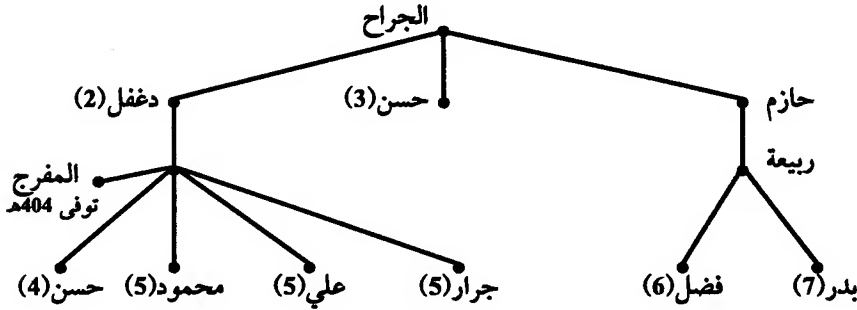 الجراح
حازم
حسن(3)
دغفل(2)
ربيعة
المفرج
توفى 404هـ
بدر(7)
فضل(6)
جرار(5)
علي(5)
محمود(5)
حسن(4)